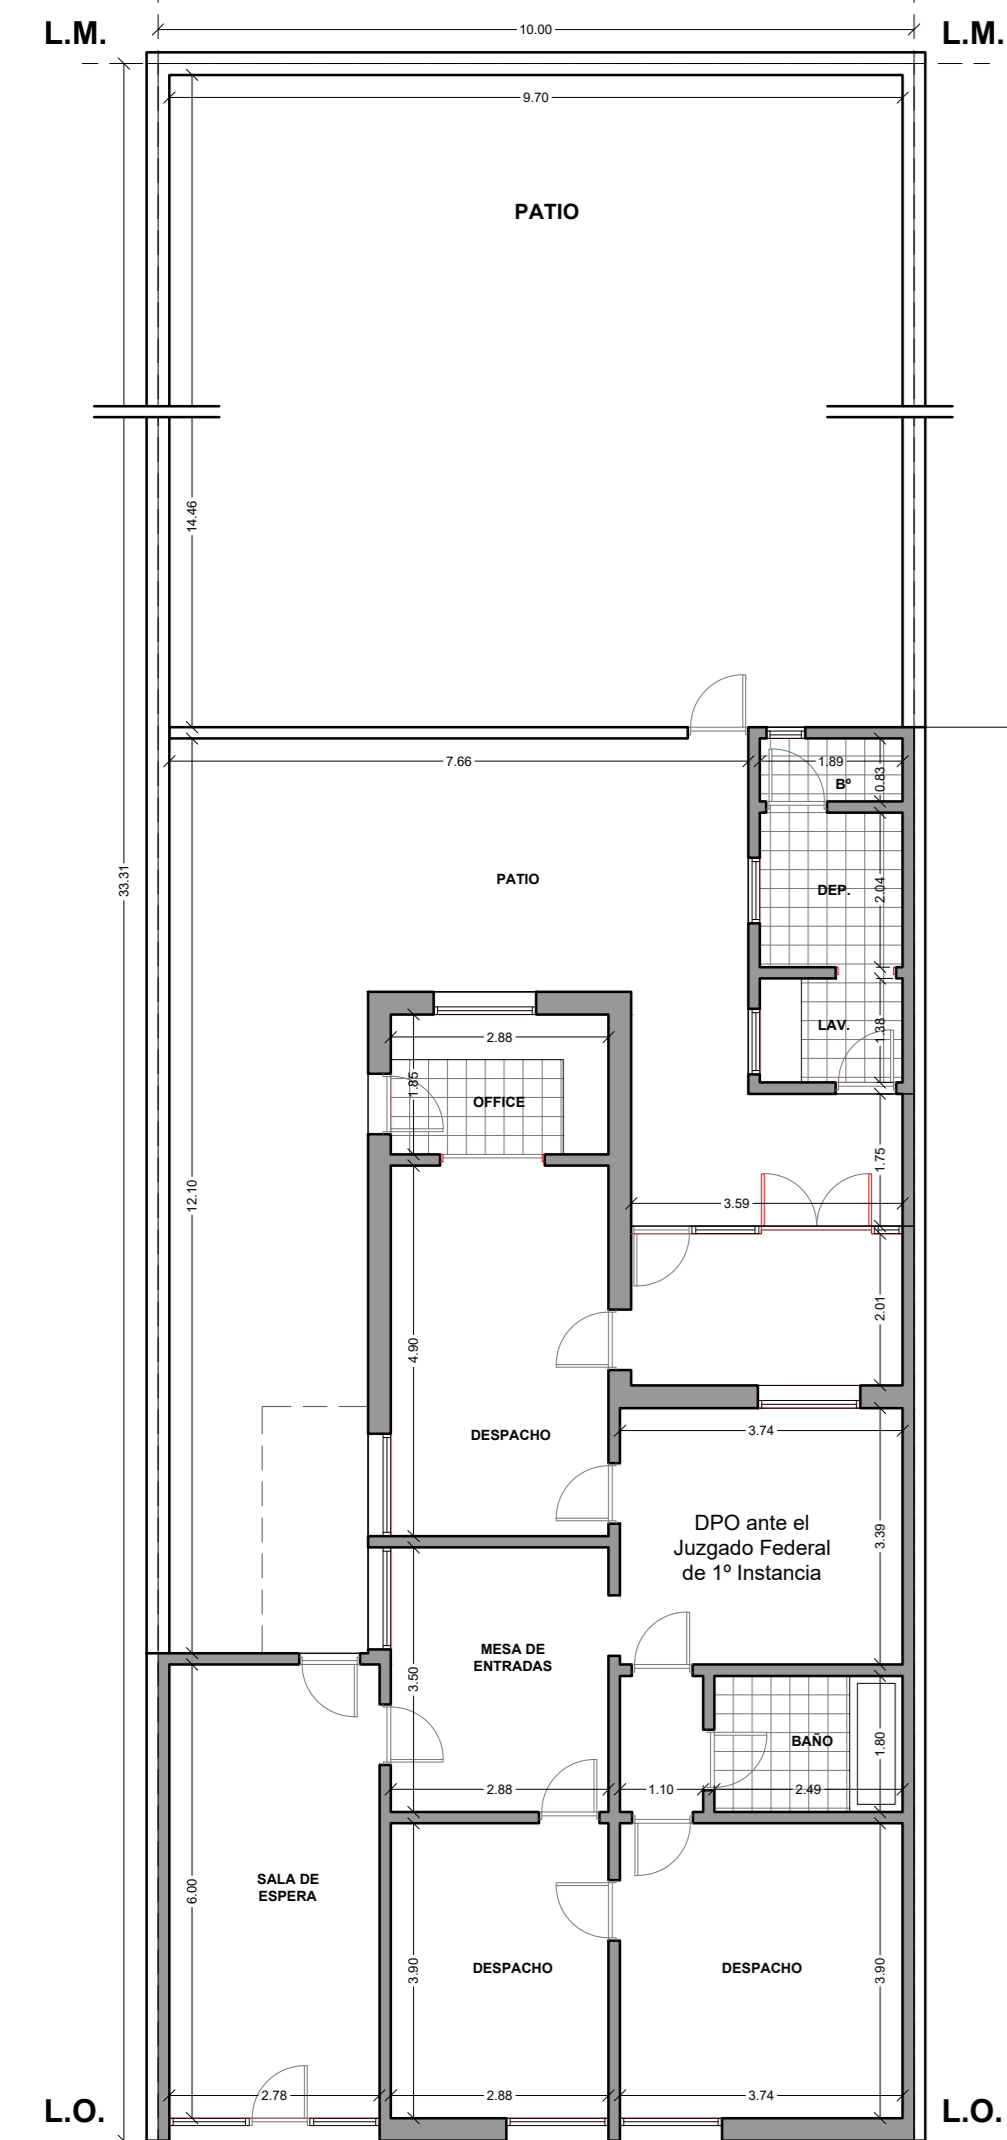 L.M.
10.00
L.M.
9.70
PATIO
14.46
7.66
1.89
0.83
Bº
33.31
PATIO
DEP.
2.04
LAV.
1.38
2.88
1.85
OFFICE
1.75
12.10
3.59
2.01
4.90
DESPACHO
3.74
DPO ante el
Juzgado Federal
de 1º Instancia
3.39
MESA DE
ENTRADAS
3.50
BAÑO
1.80
2.88
1.10
2.49
SALA DE
ESPERA
6.00
3.90
DESPACHO
DESPACHO
3.90
2.78
2.88
3.74
L.O.
L.O.